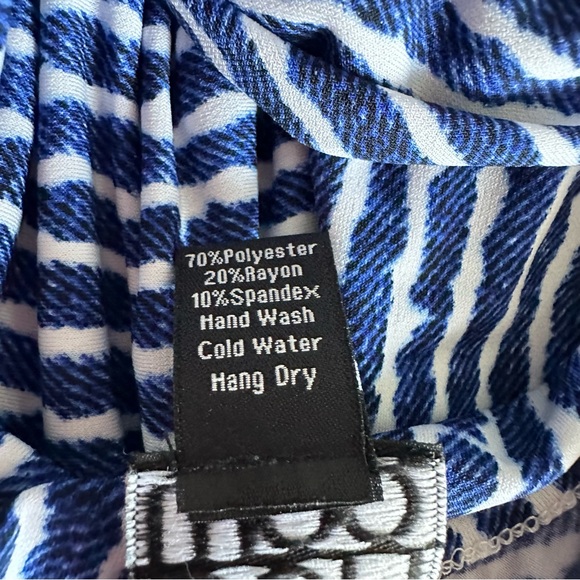 70%Polyester
20%Rayon
10%Spandex
Hand Wash
Cold Water
Hang Dry